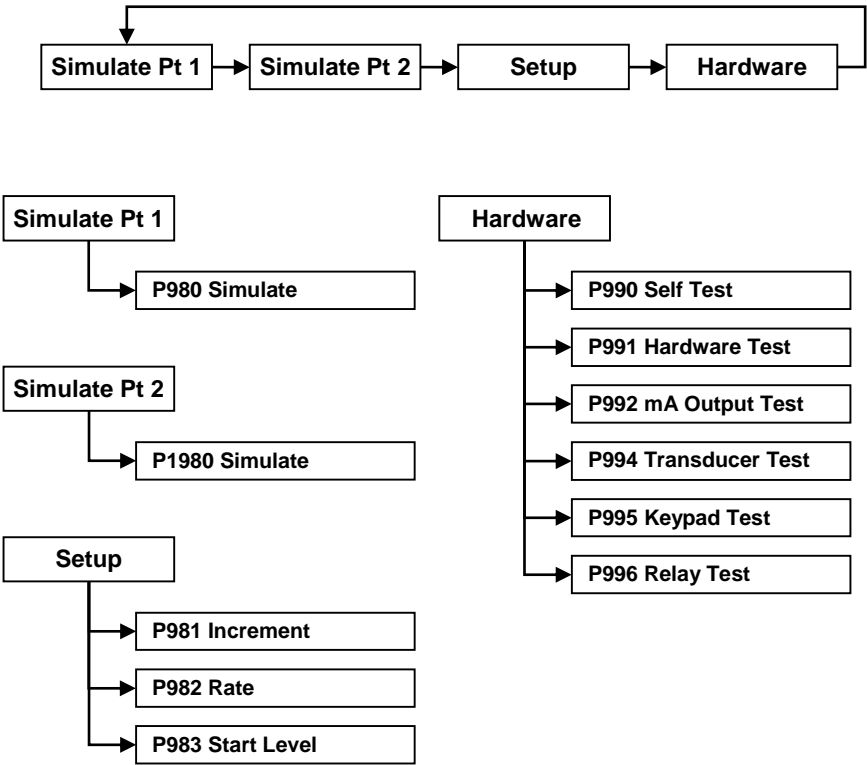 Simulate Pt 1
Simulate Pt 2
Setup
Hardware
Simulate Pt 1
P980 Simulate
Simulate Pt 2
P1980 Simulate
Setup
P981 Increment
P982 Rate
P983 Start Level
Hardware
P990 Self Test
P991 Hardware Test
P992 mA Output Test
P994 Transducer Test
P995 Keypad Test
P996 Relay Test